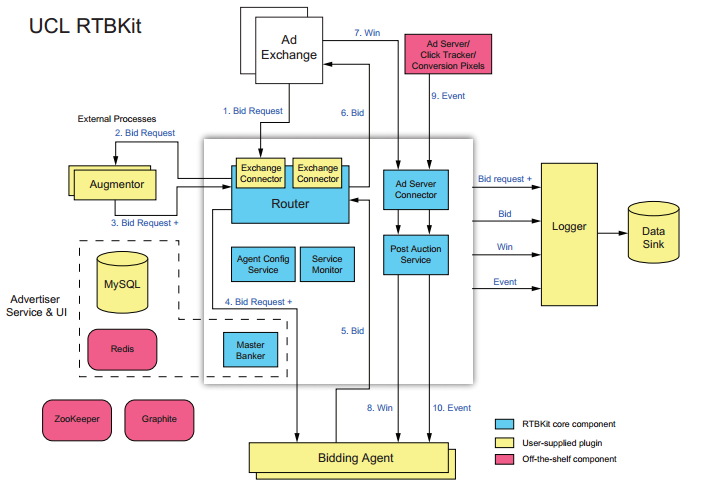 UCL RTBKit
Ad
Exchange
7. Win
Ad Server/
Click Tracker/
Conversion Pixels
1. Bid Request
6. Bid
9. Event
External Processes
2. Bid Request
Augmentor
3. Bid Request +
Exchange
Connector
Exchange
Connector
Router
Ad Server
Connector
Bid request +
Bid
Win
Event
Logger
Data
Sink
Agent Config
Service
Service
Monitor
Post Auction
Service
MySQL
Advertiser
Service & UI
Redis
4. Bid Request +
5. Bid
Master
Banker
ZooKeeper
Graphite
8. Win
10. Event
Bidding Agent
RTBKit core component
User-supplied plugin
Off-the-shelf component